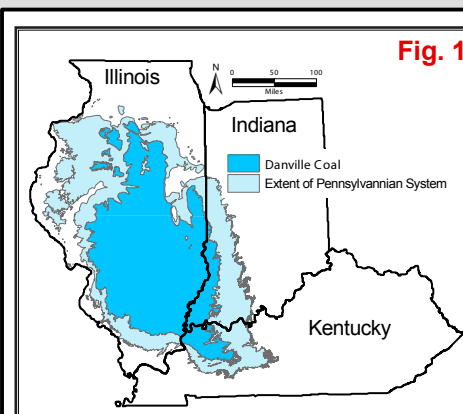 Fig. 1
Illinois
N
0 50 100
Miles
Indiana
Danville Coal
Extent of Pennsylvannian System
Kentucky